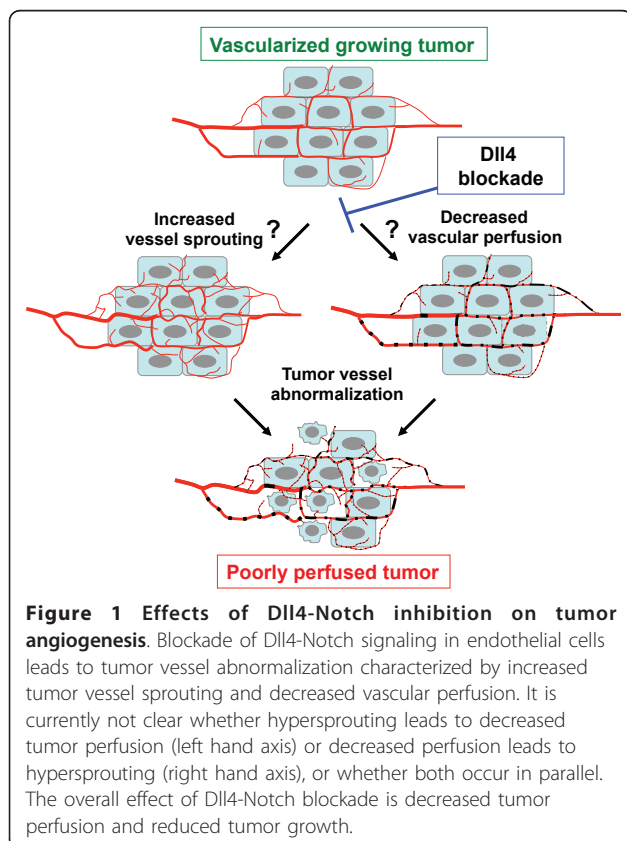 Vascularized growing tumor
Dll4
blockade
Increased
vessel sprouting
?
?
Decreased
vascular perfusion
Tumor vessel
abnormalization
Poorly perfused tumor
Figure 1 Effects of Dll4-Notch inhibition on tumor
angiogenesis. Blockade of Dll4-Notch signaling in endothelial cells
leads to tumor vessel abnormalization characterized by increased
tumor vessel sprouting and decreased vascular perfusion. It is
currently not clear whether hypersprouting leads to decreased
tumor perfusion (left hand axis) or decreased perfusion leads to
hypersprouting (right hand axis), or whether both occur in parallel.
The overall effect of Dll4-Notch blockade is decreased tumor
perfusion and reduced tumor growth.